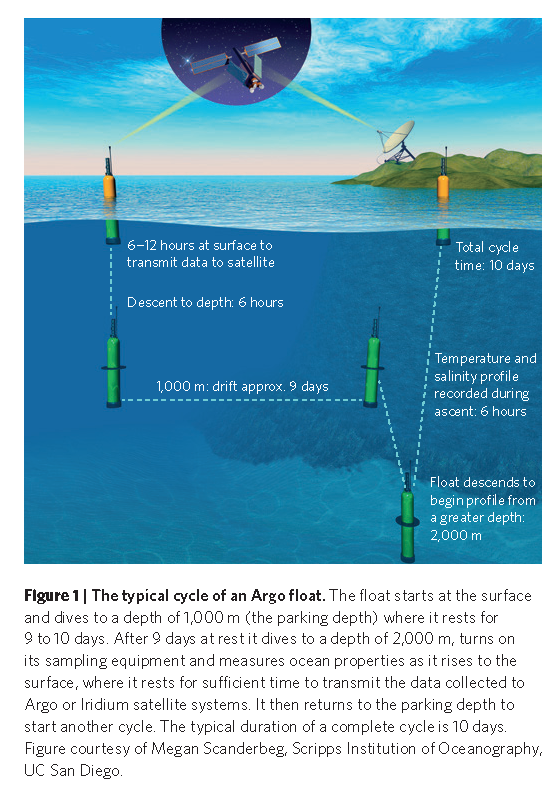 6–12 hours at surface to
transmit data to satellite
Total cycle
time: 10 days
Descent to depth: 6 hours
1,000 m: drift approx. 9 days
Temperature and
salinity profile
recorded during
ascent: 6 hours
Float descends to
begin profile from
a greater depth:
2,000 m
Figure 1 | The typical cycle of an Argo float. The float starts at the surface
and dives to a depth of 1,000 m (the parking depth) where it rests for
9 to 10 days. After 9 days at rest it dives to a depth of 2,000 m, turns on
its sampling equipment and measures ocean properties as it rises to the
surface, where it rests for sufficient time to transmit the data collected to
Argo or Iridium satellite systems. It then returns to the parking depth to
start another cycle. The typical duration of a complete cycle is 10 days.
Figure courtesy of Megan Scanderbeg, Scripps Institution of Oceanography,
UC San Diego.